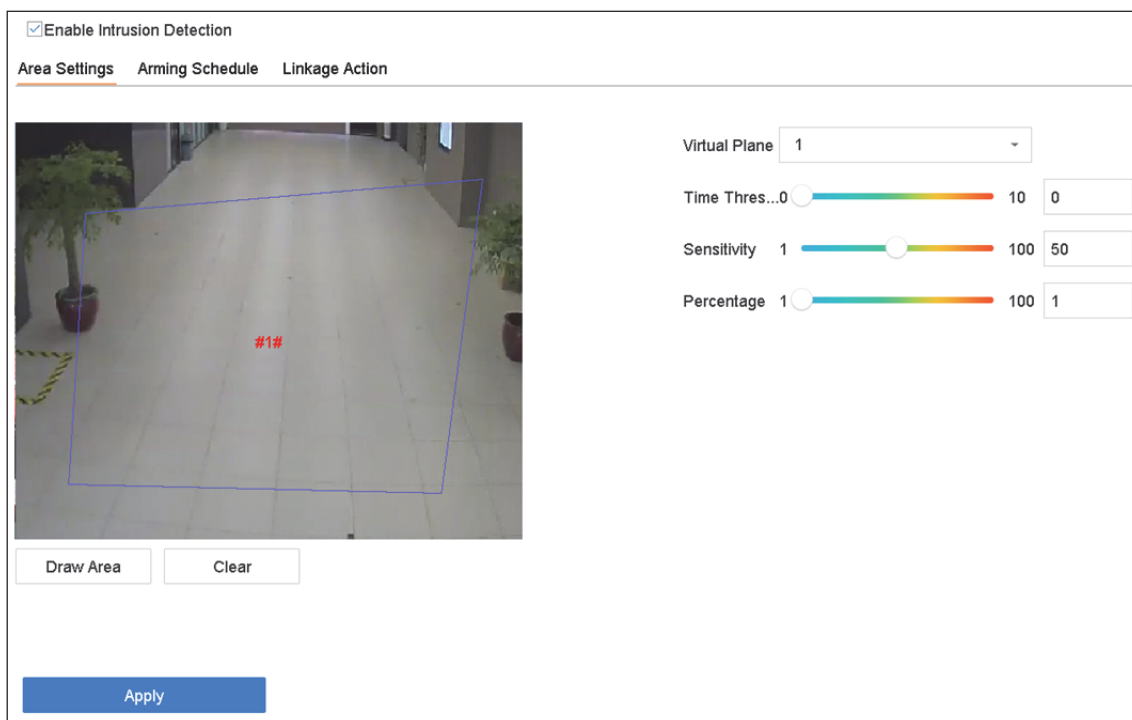 Enable Intrusion Detection
Area Settings Arming Schedule Linkage Action
Virtual Plane 1
Time Thres...0 10 0
Sensitivity 1 100 50
Percentage 1 100 1
#1#
Draw Area Clear
Apply